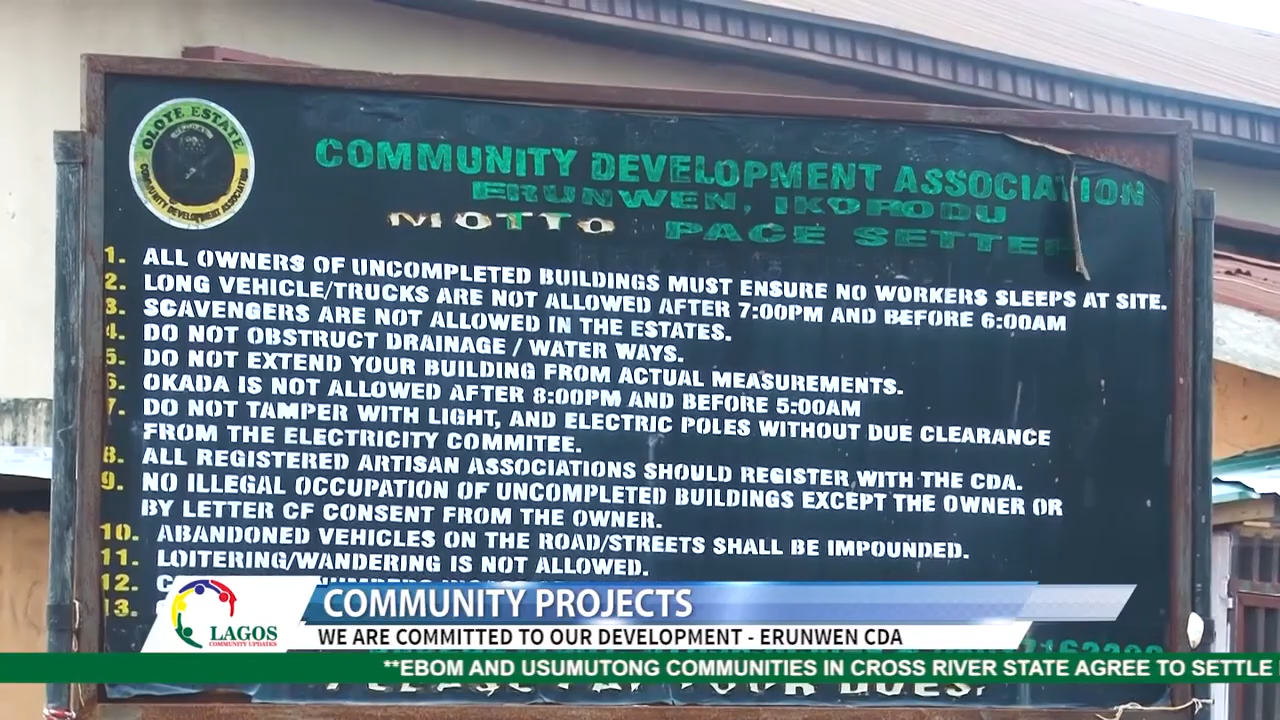 OLOTE ESTATE
COMMUNITY DEVELOPMENT ASSOCIATION
COMMUNITY DEVELOPMENT ASSOCIATION
ERUNWEN, IKORODU
MOTTO PACE SETTER
1. ALL OWNERS OF UNCOMPLETED BUILDINGS MUST ENSURE NO WORKERS SLEEPS AT SITE.
2. LONG VEHICLE/TRUCKS ARE NOT ALLOWED AFTER 7:00PM AND BEFORE 6:00AM
3. SCAVENGERS ARE NOT ALLOWED IN THE ESTATES.
4. DO NOT OBSTRUCT DRAINAGE / WATER WAYS.
5. DO NOT EXTEND YOUR BUILDING FROM ACTUAL MEASUREMENTS.
6. OKADA IS NOT ALLOWED AFTER 8:00PM AND BEFORE 5:00AM
7. DO NOT TAMPER WITH LIGHT, AND ELECTRIC POLES WITHOUT DUE CLEARANCE
FROM THE ELECTRICITY COMMITEE.
8. ALL REGISTERED ARTISAN ASSOCIATIONS SHOULD REGISTER WITH THE CDA.
9. NO ILLEGAL OCCUPATION OF UNCOMPLETED BUILDINGS EXCEPT THE OWNER OR
BY LETTER OF CONSENT FROM THE OWNER.
10. ABANDONED VEHICLES ON THE ROAD/STREETS SHALL BE IMPOUNDED.
11. LOITERING/WANDERING IS NOT ALLOWED.
12.
13.
LAGOS
COMMUNITY UPDATES
COMMUNITY PROJECTS
WE ARE COMMITTED TO OUR DEVELOPMENT - ERUNWEN CDA
**EBOM AND USUMUTONG COMMUNITIES IN CROSS RIVER STATE AGREE TO SETTLE
PLEASE PAY YOUR DUES.